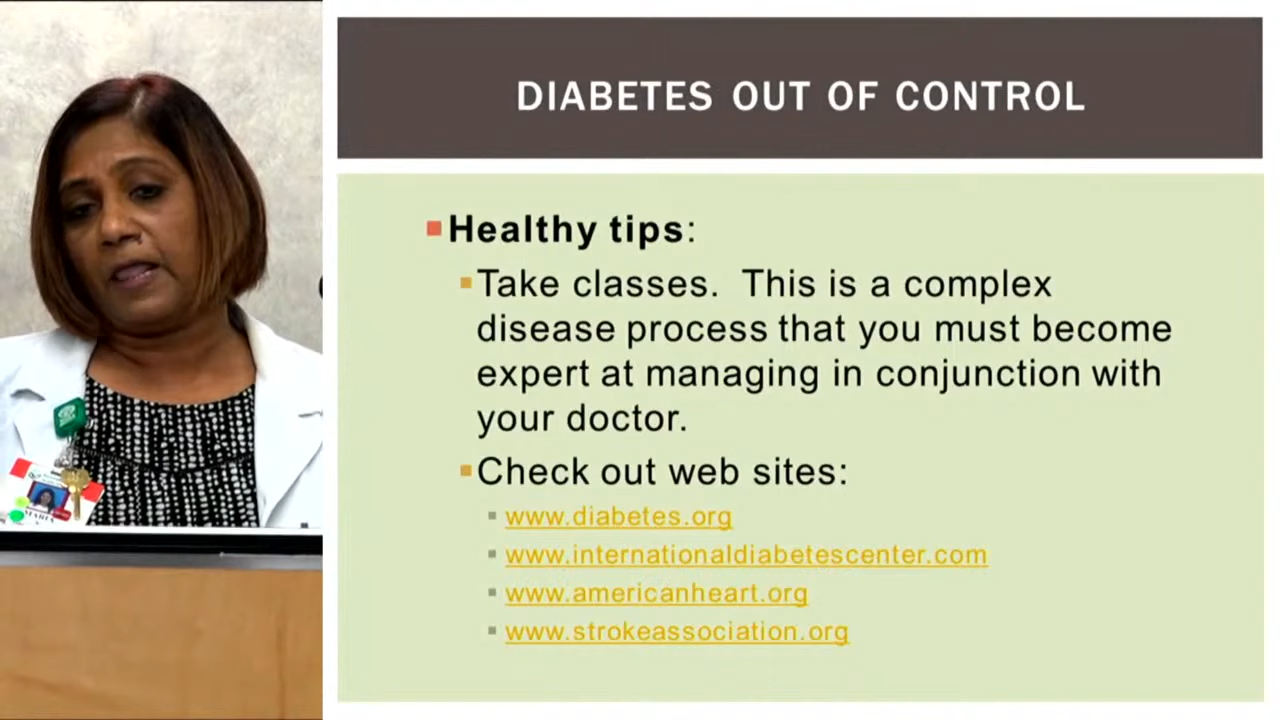 DIABETES OUT OF CONTROL
Healthy tips:
Take classes.  This is a complex
disease process that you must become
expert at managing in conjunction with
your doctor.
Check out web sites:
www.diabetes.org
www.internationaldiabetescenter.com
www.americanheart.org
www.strokeassociation.org
MARIA